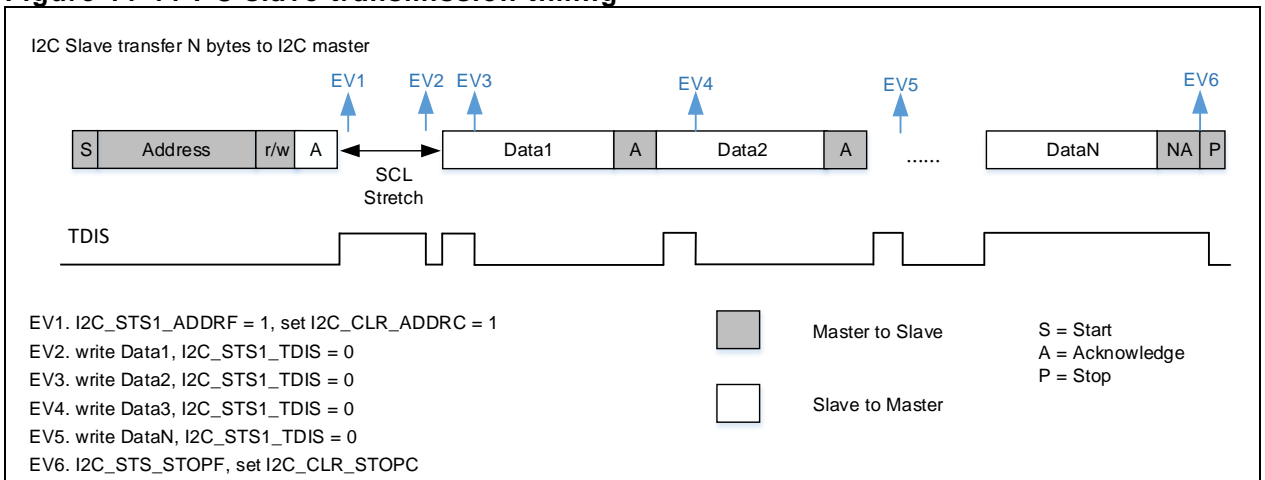 I2C Slave transfer N bytes to I2C master
EV1 EV2 EV3 EV4 EV5 EV6
S Address r/w A Data1 A Data2 A ...... DataN NA P
SCL
Stretch
TDIS
EV1. I2C_STS1_ADDRF = 1, set I2C_CLR_ADDRC = 1
EV2. write Data1, I2C_STS1_TDIS = 0
EV3. write Data2, I2C_STS1_TDIS = 0
EV4. write Data3, I2C_STS1_TDIS = 0
EV5. write DataN, I2C_STS1_TDIS = 0
EV6. I2C_STS_STOPF, set I2C_CLR_STOPC
Master to Slave
Slave to Master
S = Start
A = Acknowledge
P = Stop